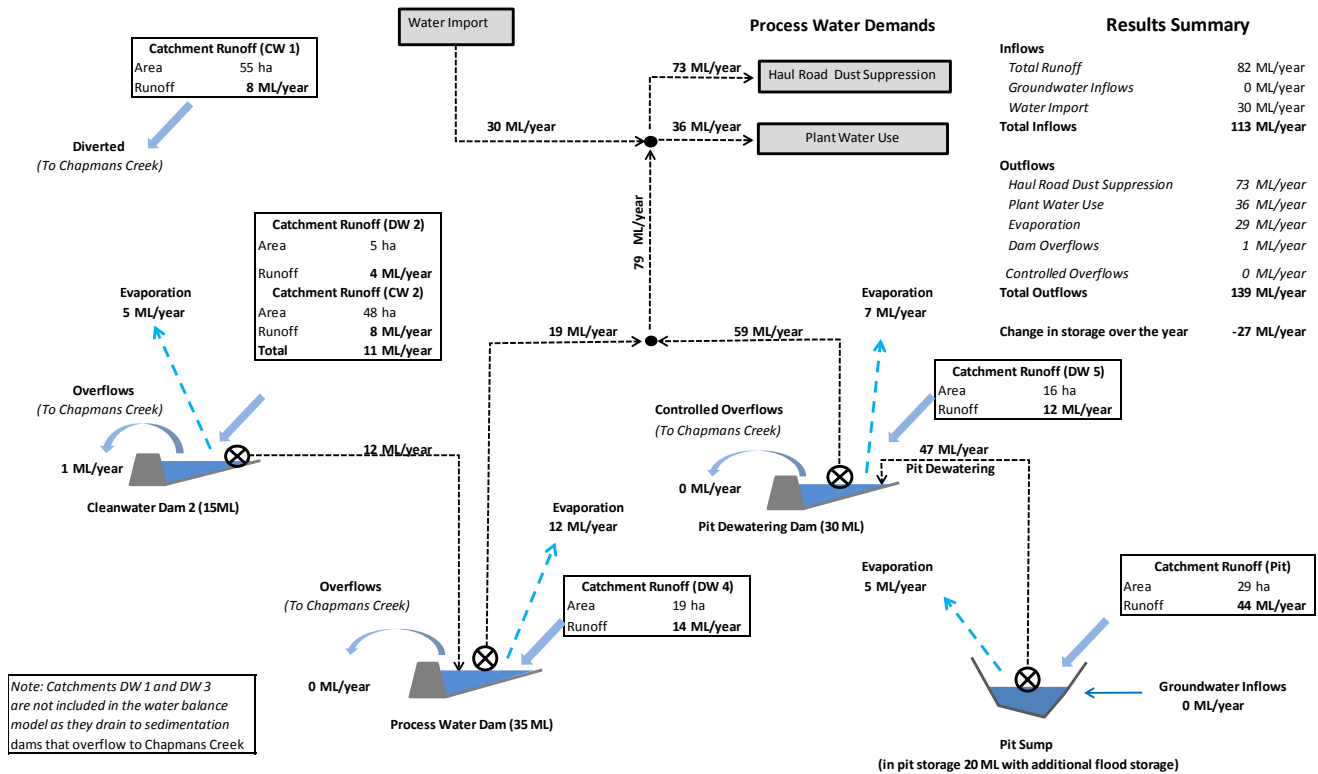 Water Import
Process Water Demands
Results Summary
Catchment Runoff (CW 1)
Area 55 ha
Runoff 8 ML/year
Diverted
(To Chapmans Creek)
30 ML/year
73 ML/year
Haul Road Dust Suppression
36 ML/year
Plant Water Use
79 ML/year
Inflows
Total Runoff 82 ML/year
Groundwater Inflows 0 ML/year
Water Import 30 ML/year
Total Inflows 113 ML/year
Outflows
Haul Road Dust Suppression 73 ML/year
Plant Water Use 36 ML/year
Evaporation 29 ML/year
Dam Overflows 1 ML/year
Controlled Overflows 0 ML/year
Total Outflows 139 ML/year
Change in storage over the year -27 ML/year
Catchment Runoff (DW 2)
Area 5 ha
Runoff 4 ML/year
Catchment Runoff (CW 2)
Area 48 ha
Runoff 8 ML/year
Total 11 ML/year
Evaporation
5 ML/year
Overflows
(To Chapmans Creek)
1 ML/year
12 ML/year
Cleanwater Dam 2 (15ML)
19 ML/year
59 ML/year
Evaporation
7 ML/year
Catchment Runoff (DW 5)
Area 16 ha
Runoff 12 ML/year
Controlled Overflows
(To Chapmans Creek)
0 ML/year
47 ML/year
Pit Dewatering
Pit Dewatering Dam (30 ML)
Evaporation
12 ML/year
Catchment Runoff (DW 4)
Area 19 ha
Runoff 14 ML/year
Overflows
(To Chapmans Creek)
0 ML/year
Process Water Dam (35 ML)
Evaporation
5 ML/year
Catchment Runoff (Pit)
Area 29 ha
Runoff 44 ML/year
Groundwater Inflows
0 ML/year
Pit Sump
(in pit storage 20 ML with additional flood storage)
Note: Catchments DW 1 and DW 3
are not included in the water balance
model as they drain to sedimentation
dams that overflow to Chapmans Creek